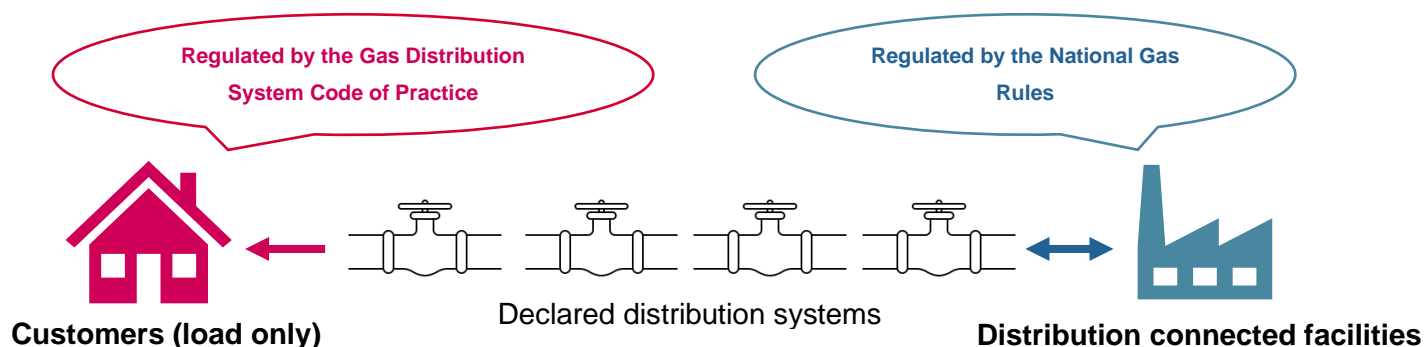 Regulated by the Gas Distribution
System Code of Practice
Regulated by the National Gas
Rules
Declared distribution systems
Customers (load only)
Distribution connected facilities